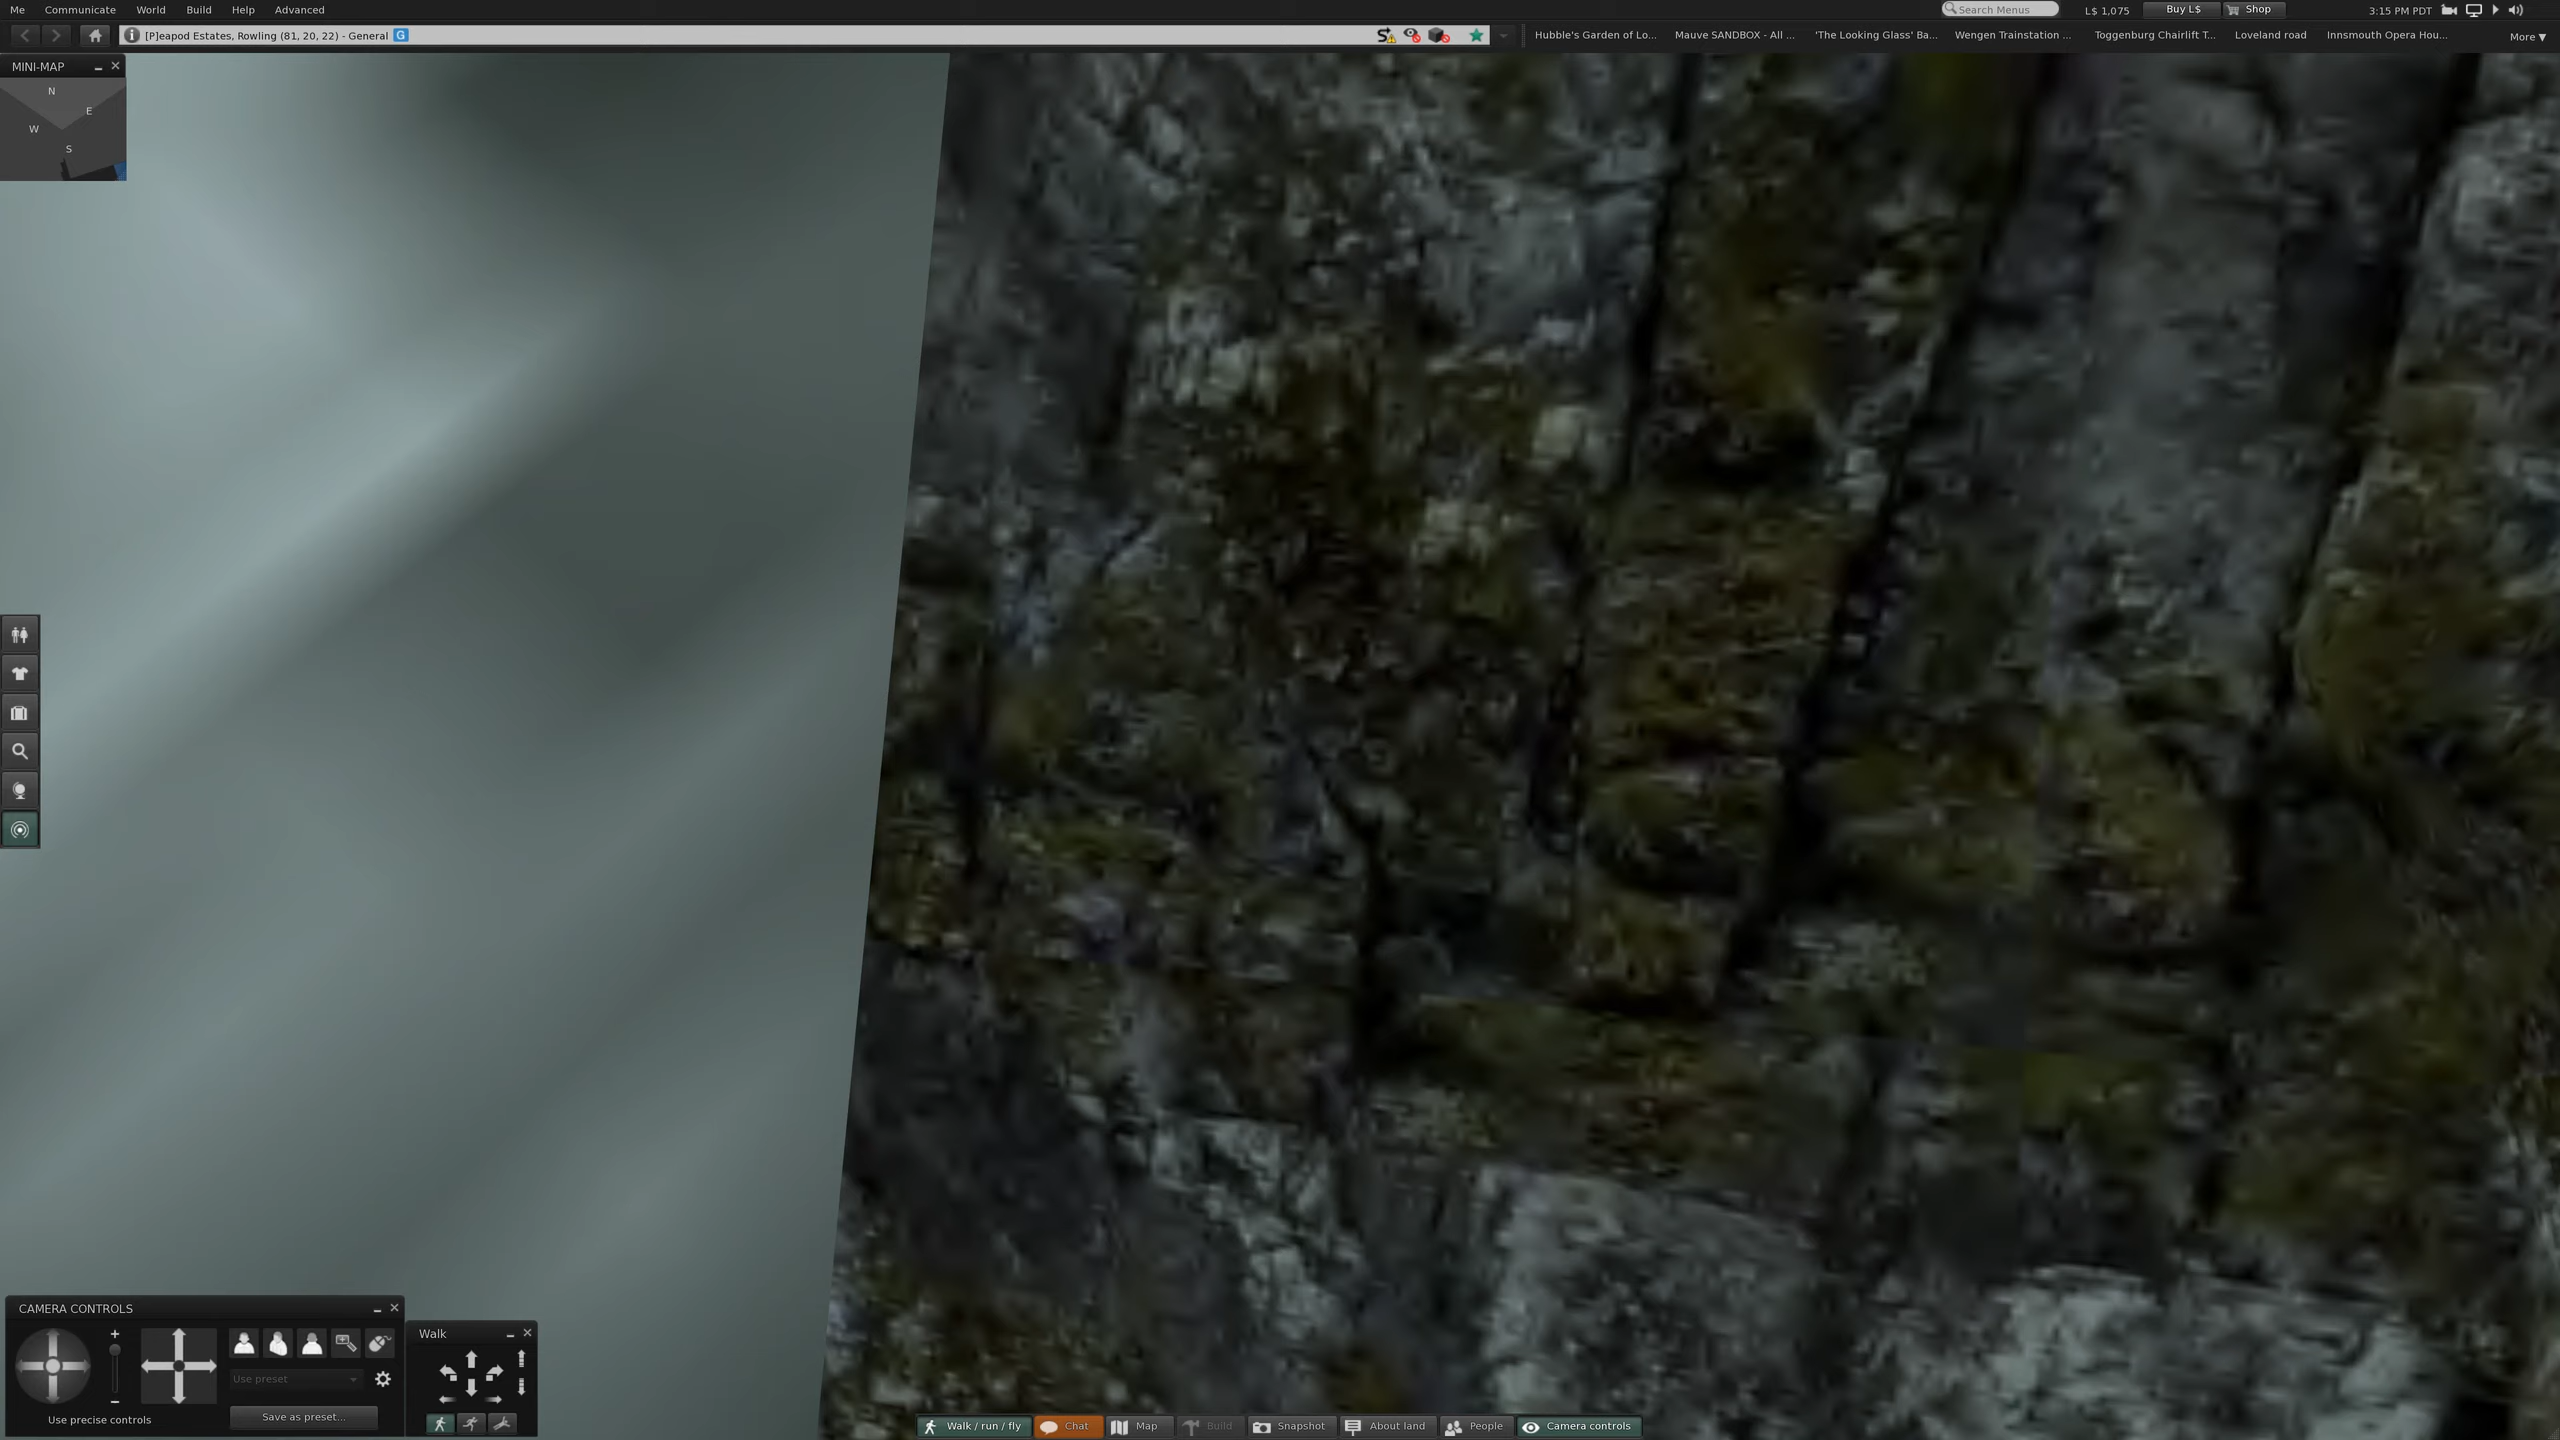 Me Communicate World Build Help Advanced Search Menus L$ 1,075 Buy L$ Shop 3:15 PM PDT
[P]eapod Estates, Rowling (81, 20, 22) - General G Hubble's Garden of Lo... Mauve SANDBOX - All ... 'The Looking Glass' Ba... Wengen Trainstation ... Toggenburg Chairlift T... Loveland road Innsmouth Opera Hou... More ▼
MINI-MAP
N
E
W
S
CAMERA CONTROLS
Use preset
Use precise controls
Save as preset...
Walk
Walk / run / fly Chat Map Build Snapshot About land People Camera controls